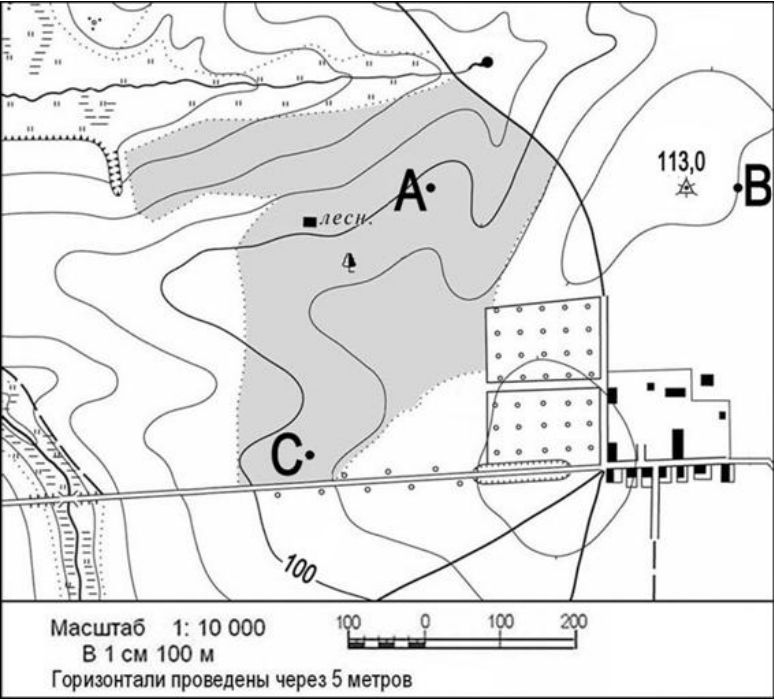 113,0
А
В
лесн.
С
100
Масштаб 1: 10 000
В 1 см 100 м
100 0 100 200
Горизонтали проведены через 5 метров